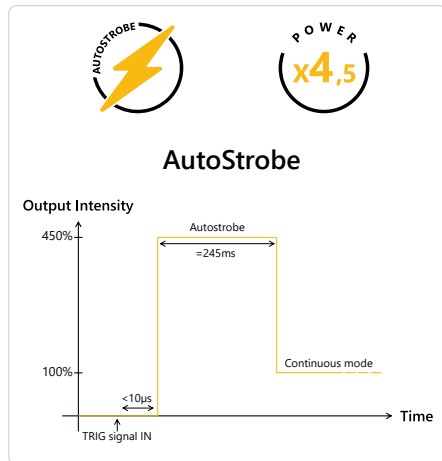 AUTOSTROBE
POWER
x4,5
AutoStrobe
Output Intensity
450%
Autostrobe
=245ms
100%
Continuous mode
<10µs
Time
TRIG signal IN